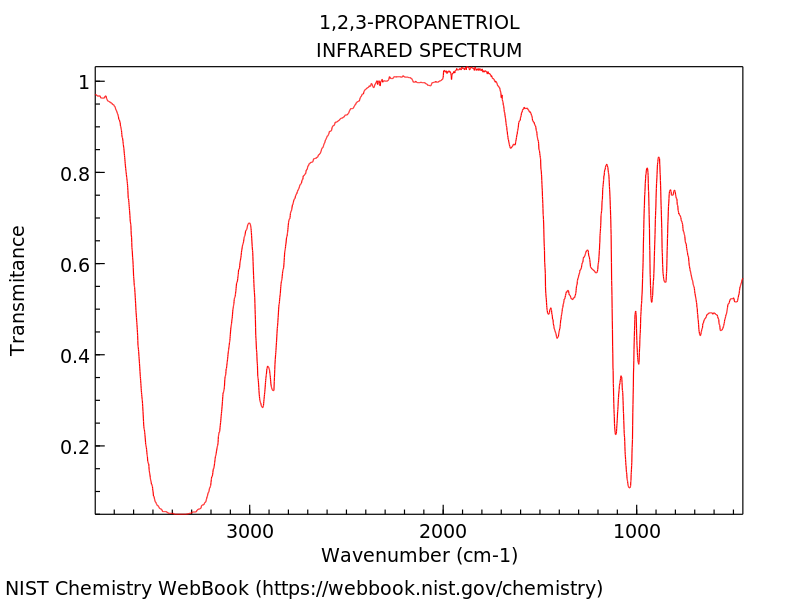 1,2,3-PROPANETRIOL
INFRARED SPECTRUM
1
0.8
0.6
0.4
0.2
Transmitance
3000 2000 1000
Wavenumber (cm-1)
NIST Chemistry WebBook (https://webbook.nist.gov/chemistry)